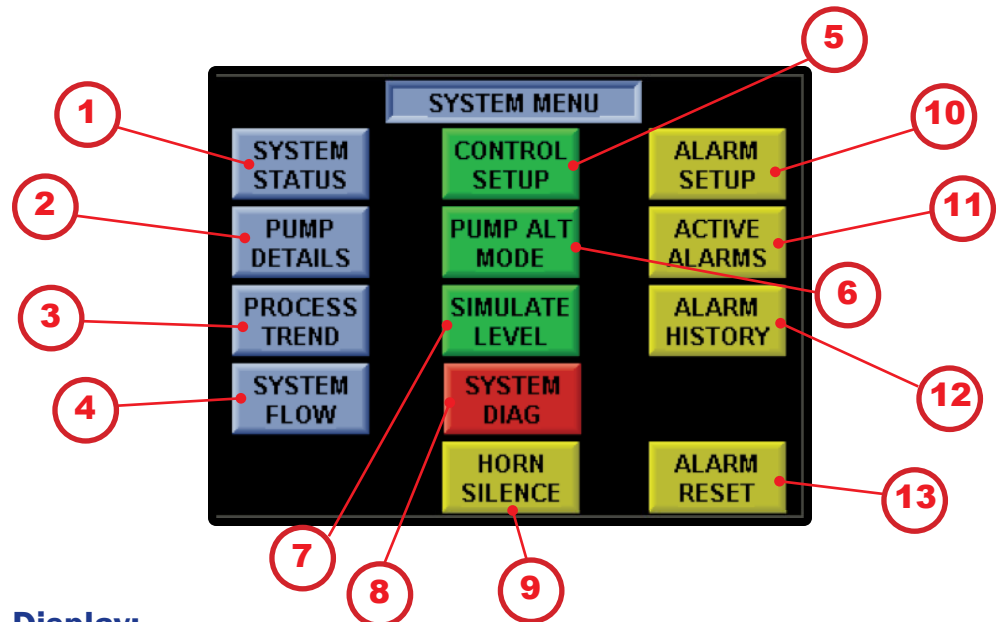 5
SYSTEM MENU
1
10
SYSTEM
STATUS
CONTROL
SETUP
ALARM
SETUP
2
11
PUMP
DETAILS
PUMP ALT
MODE
ACTIVE
ALARMS
3
6
PROCESS
TREND
SIMULATE
LEVEL
ALARM
HISTORY
4
12
SYSTEM
FLOW
SYSTEM
DIAG
HORN
SILENCE
ALARM
RESET
13
7
8
9
Display: